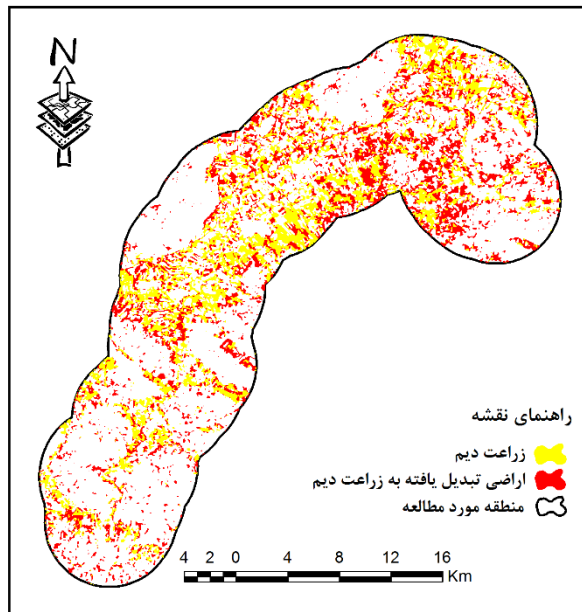 N
راهنمای نقشه
زراعت دیم
اراضی تبدیل یافته به زراعت دیم
منطقه مورد مطالعه
4 2 0 4 8 12 16
Km